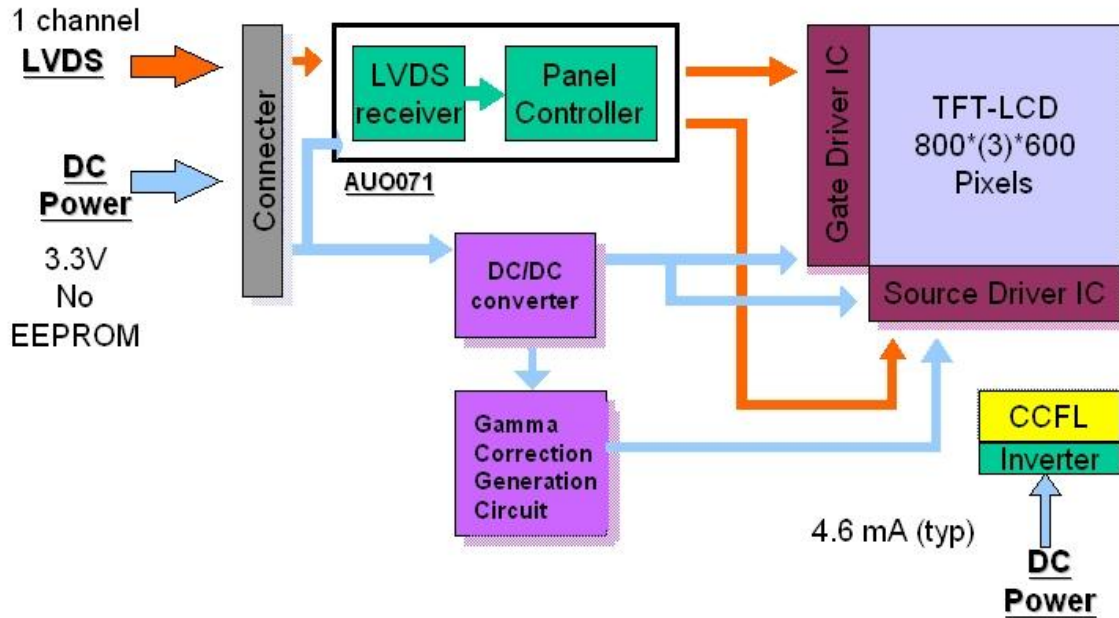 1 channel
LVDS
DC
Power
3.3V
No
EEPROM
Connecter
LVDS
receiver
Panel
Controller
AUO071
DC/DC
converter
Gamma
Correction
Generation
Circuit
Gate Driver IC
TFT-LCD
800*(3)*600
Pixels
Source Driver IC
CCFL
Inverter
4.6 mA (typ)
DC
Power